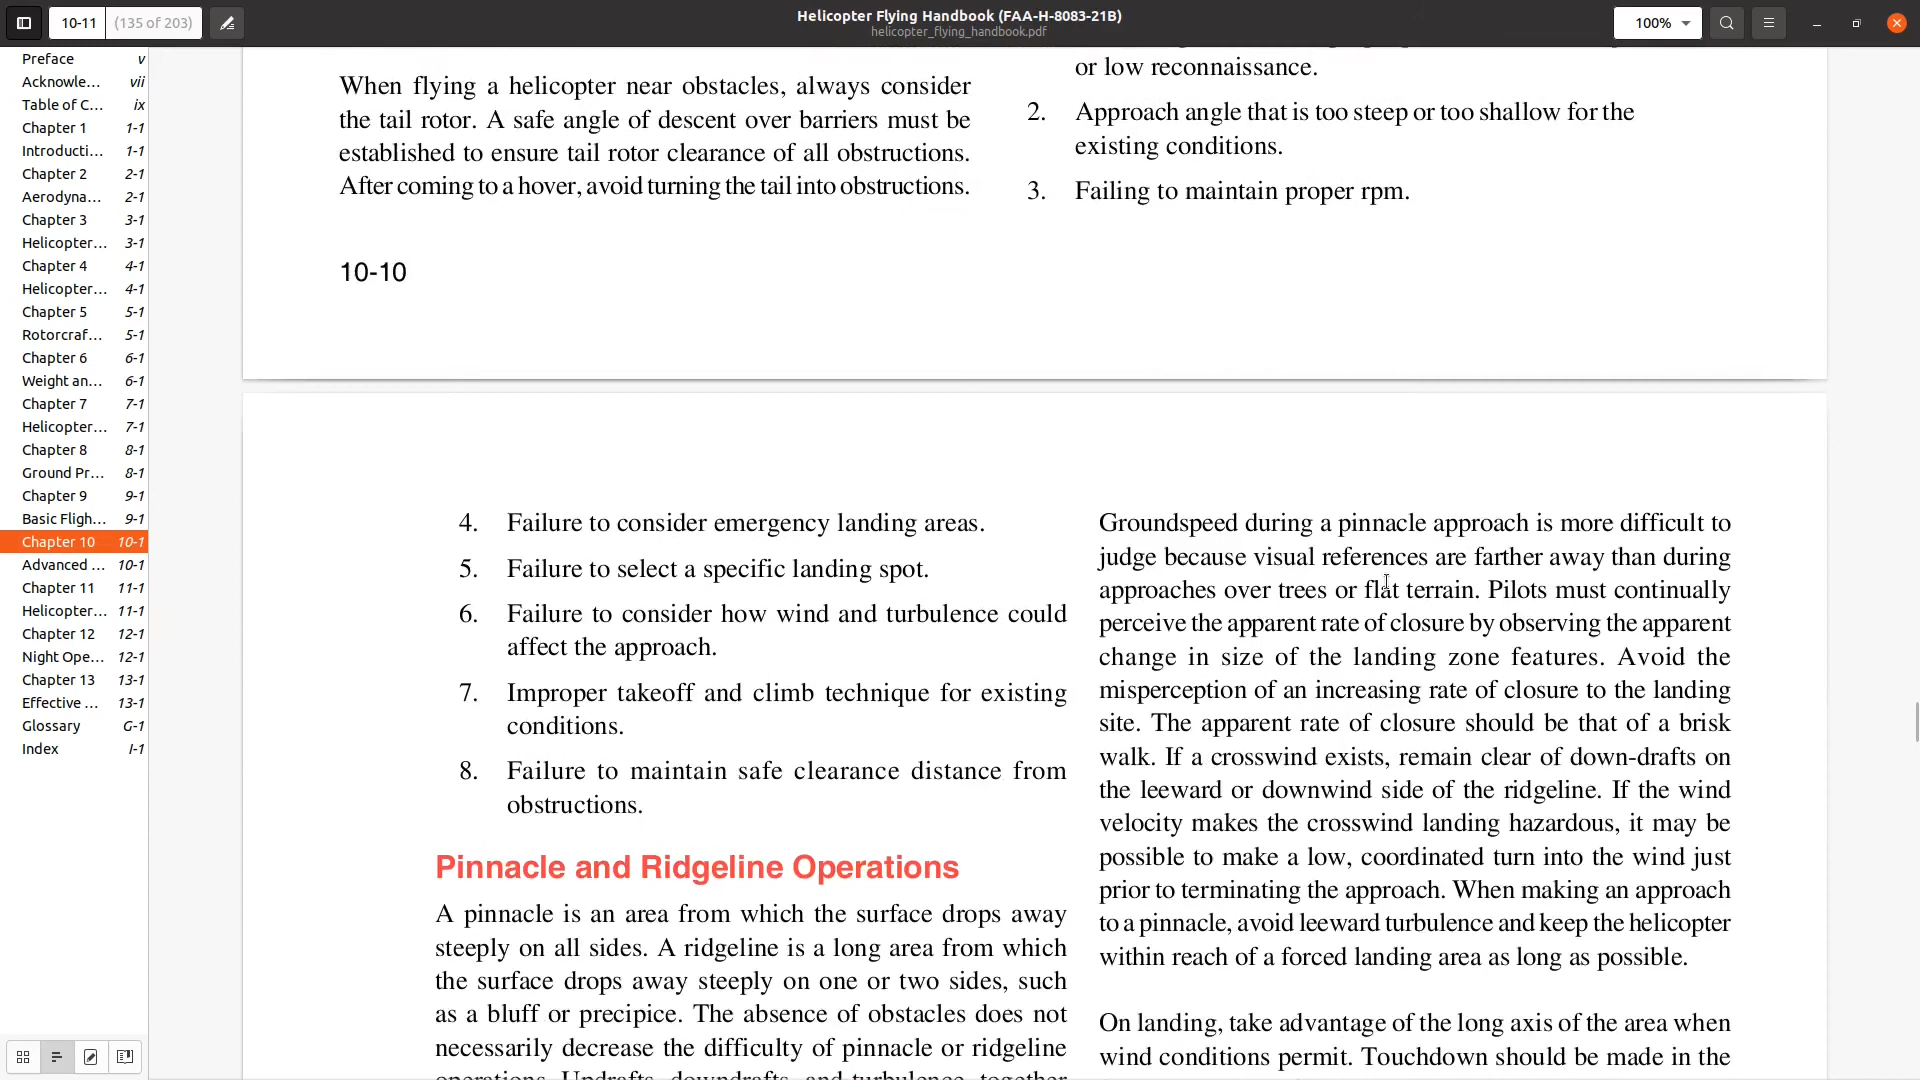 10-11 (135 of 203)
Helicopter Flying Handbook (FAA-H-8083-21B)
helicopter_flying_handbook.pdf
100%
Preface v
Acknowle... vii
Table of C... ix
Chapter 1 1-1
Introducti... 1-1
Chapter 2 2-1
Aerodyna... 2-1
Chapter 3 3-1
Helicopter... 3-1
Chapter 4 4-1
Helicopter... 4-1
Chapter 5 5-1
Rotorcraf... 5-1
Chapter 6 6-1
Weight an... 6-1
Chapter 7 7-1
Helicopter... 7-1
Chapter 8 8-1
Ground Pr... 8-1
Chapter 9 9-1
Basic Fligh... 9-1
Chapter 10 10-1
Advanced ... 10-1
Chapter 11 11-1
Helicopter... 11-1
Chapter 12 12-1
Night Ope... 12-1
Chapter 13 13-1
Effective ... 13-1
Glossary G-1
Index I-1
When flying a helicopter near obstacles, always consider
the tail rotor. A safe angle of descent over barriers must be
established to ensure tail rotor clearance of all obstructions.
After coming to a hover, avoid turning the tail into obstructions.
10-10
or low reconnaissance.
2. Approach angle that is too steep or too shallow for the
existing conditions.
3. Failing to maintain proper rpm.
4. Failure to consider emergency landing areas.
5. Failure to select a specific landing spot.
6. Failure to consider how wind and turbulence could
affect the approach.
7. Improper takeoff and climb technique for existing
conditions.
8. Failure to maintain safe clearance distance from
obstructions.
Pinnacle and Ridgeline Operations
A pinnacle is an area from which the surface drops away
steeply on all sides. A ridgeline is a long area from which
the surface drops away steeply on one or two sides, such
as a bluff or precipice. The absence of obstacles does not
necessarily decrease the difficulty of pinnacle or ridgeline
operations. Updrafts, downdrafts, and turbulence, together
Groundspeed during a pinnacle approach is more difficult to
judge because visual references are farther away than during
approaches over trees or flat terrain. Pilots must continually
perceive the apparent rate of closure by observing the apparent
change in size of the landing zone features. Avoid the
misperception of an increasing rate of closure to the landing
site. The apparent rate of closure should be that of a brisk
walk. If a crosswind exists, remain clear of down-drafts on
the leeward or downwind side of the ridgeline. If the wind
velocity makes the crosswind landing hazardous, it may be
possible to make a low, coordinated turn into the wind just
prior to terminating the approach. When making an approach
to a pinnacle, avoid leeward turbulence and keep the helicopter
within reach of a forced landing area as long as possible.
On landing, take advantage of the long axis of the area when
wind conditions permit. Touchdown should be made in the